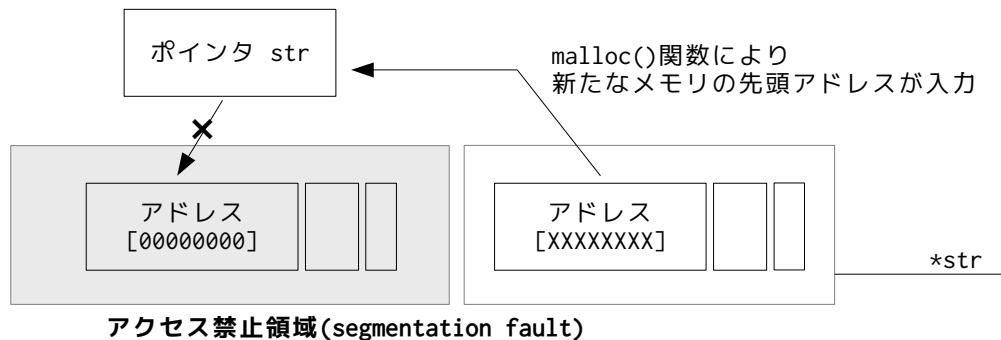 ポインタ str
malloc()関数により
新たなメモリの先頭アドレスが入力
アドレス
[00000000]
アドレス
[XXXXXXXX]
*str
アクセス禁止領域(segmentation fault)